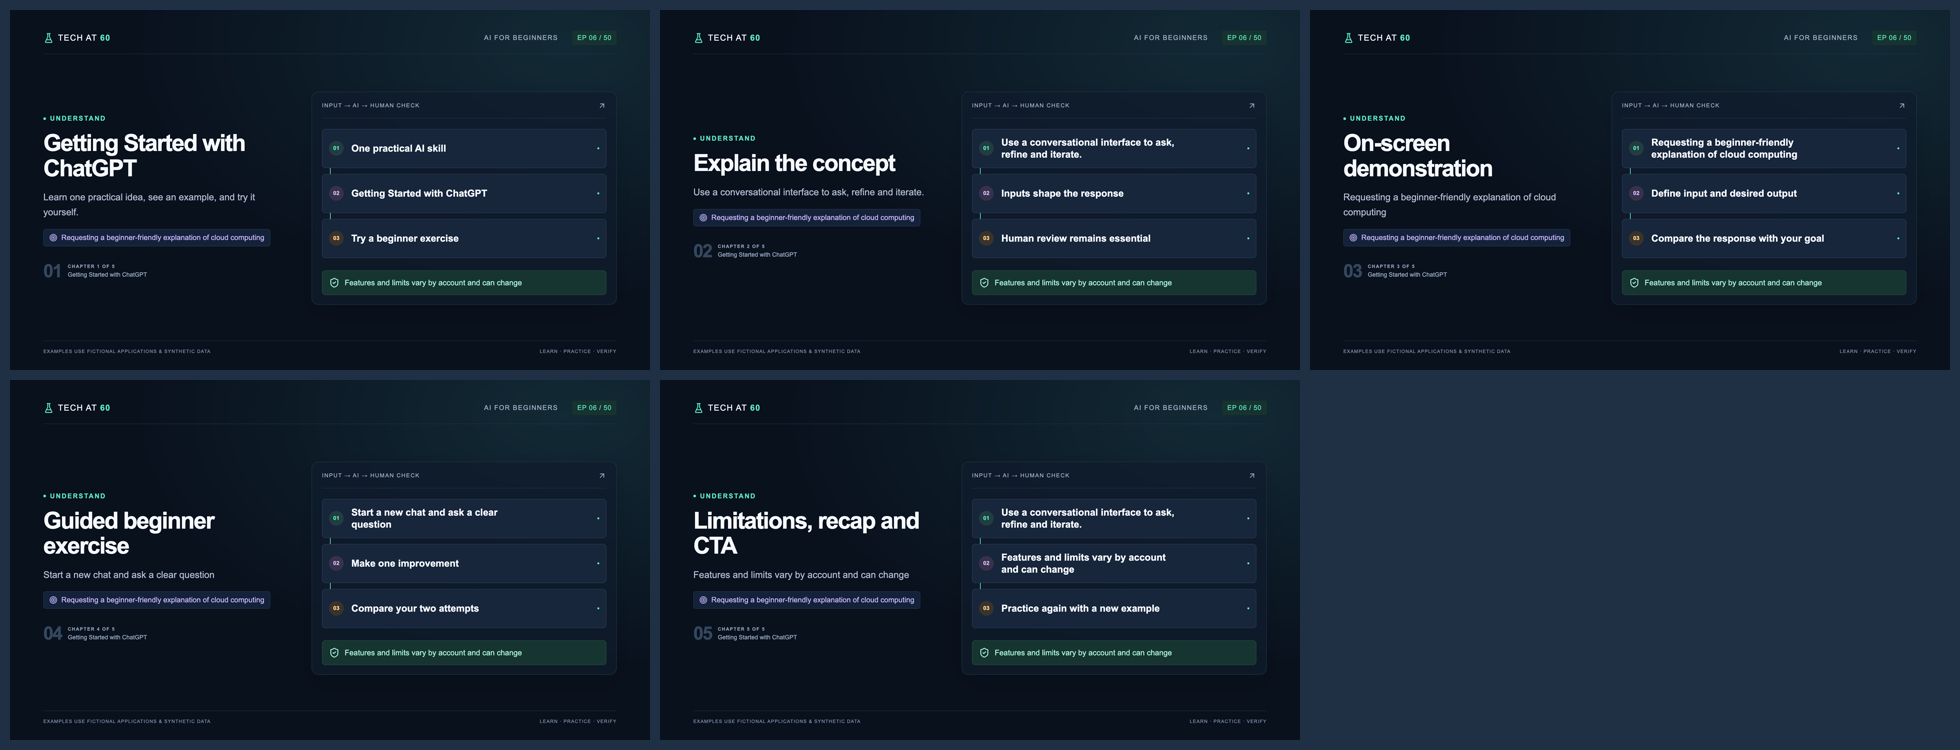 TECH AT 60
AI FOR BEGINNERS
EP 06 / 50
• UNDERSTAND
Getting Started with
ChatGPT
Learn one practical idea, see an example, and try it
yourself.
Requesting a beginner-friendly explanation of cloud computing
01
CHAPTER 1 OF 5
Getting Started with ChatGPT
INPUT → AI → HUMAN CHECK
01 One practical AI skill
02 Getting Started with ChatGPT
03 Try a beginner exercise
Features and limits vary by account and can change
EXAMPLES USE FICTIONAL APPLICATIONS & SYNTHETIC DATA
LEARN · PRACTICE · VERIFY
TECH AT 60
AI FOR BEGINNERS
EP 06 / 50
• UNDERSTAND
Explain the concept
Use a conversational interface to ask, refine and iterate.
Requesting a beginner-friendly explanation of cloud computing
02
CHAPTER 2 OF 5
Getting Started with ChatGPT
INPUT → AI → HUMAN CHECK
01 Use a conversational interface to ask,
refine and iterate.
02 Inputs shape the response
03 Human review remains essential
Features and limits vary by account and can change
EXAMPLES USE FICTIONAL APPLICATIONS & SYNTHETIC DATA
LEARN · PRACTICE · VERIFY
TECH AT 60
AI FOR BEGINNERS
EP 06 / 50
• UNDERSTAND
On-screen
demonstration
Requesting a beginner-friendly explanation of cloud
computing
Requesting a beginner-friendly explanation of cloud computing
03
CHAPTER 3 OF 5
Getting Started with ChatGPT
INPUT → AI → HUMAN CHECK
01 Requesting a beginner-friendly
explanation of cloud computing
02 Define input and desired output
03 Compare the response with your goal
Features and limits vary by account and can change
EXAMPLES USE FICTIONAL APPLICATIONS & SYNTHETIC DATA
LEARN · PRACTICE · VERIFY
TECH AT 60
AI FOR BEGINNERS
EP 06 / 50
• UNDERSTAND
Guided beginner
exercise
Start a new chat and ask a clear question
Requesting a beginner-friendly explanation of cloud computing
04
CHAPTER 4 OF 5
Getting Started with ChatGPT
INPUT → AI → HUMAN CHECK
01 Start a new chat and ask a clear
question
02 Make one improvement
03 Compare your two attempts
Features and limits vary by account and can change
EXAMPLES USE FICTIONAL APPLICATIONS & SYNTHETIC DATA
LEARN · PRACTICE · VERIFY
TECH AT 60
AI FOR BEGINNERS
EP 06 / 50
• UNDERSTAND
Limitations, recap and
CTA
Features and limits vary by account and can change
Requesting a beginner-friendly explanation of cloud computing
05
CHAPTER 5 OF 5
Getting Started with ChatGPT
INPUT → AI → HUMAN CHECK
01 Use a conversational interface to ask,
refine and iterate.
02 Features and limits vary by account
and can change
03 Practice again with a new example
Features and limits vary by account and can change
EXAMPLES USE FICTIONAL APPLICATIONS & SYNTHETIC DATA
LEARN · PRACTICE · VERIFY